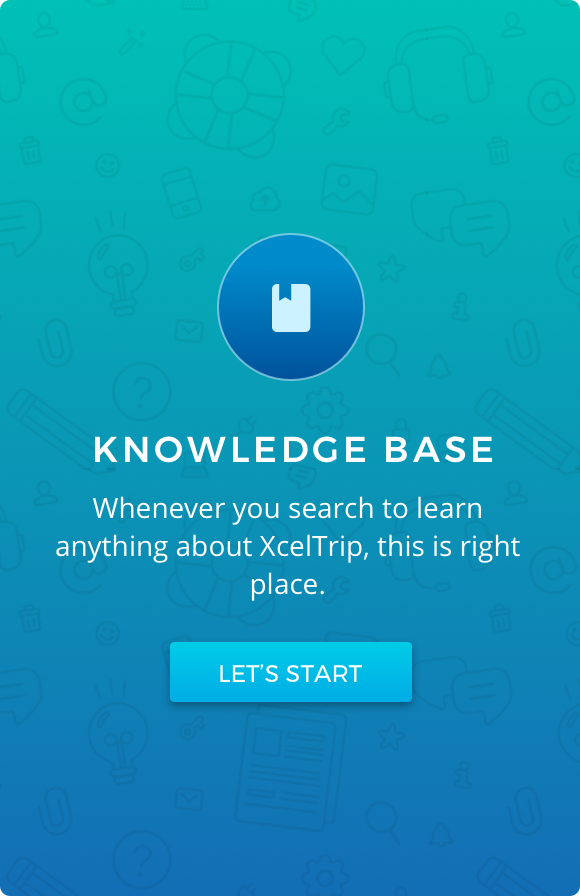 KNOWLEDGE BASE
Whenever you search to learn
anything about XcelTrip, this is right
place.
LET’S START